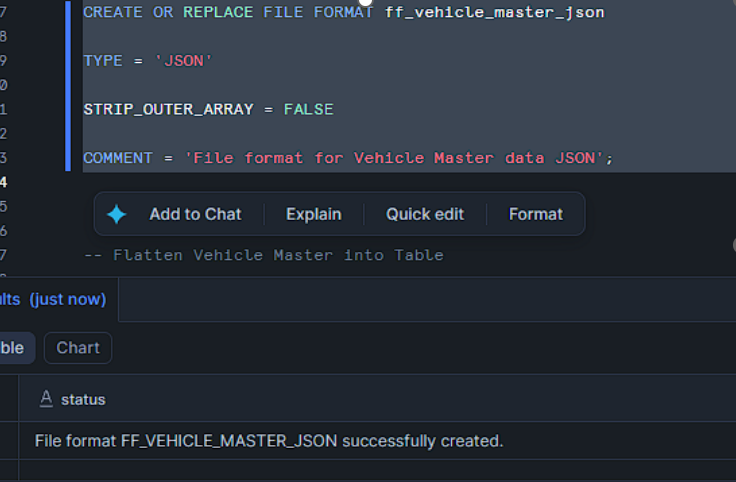 7 CREATE OR REPLACE FILE FORMAT ff_vehicle_master_json
8
9 TYPE = 'JSON'
0
1 STRIP_OUTER_ARRAY = FALSE
2
3 COMMENT = 'File format for Vehicle Master data JSON';
4
5 Add to Chat Explain Quick edit Format
6
7 -- Flatten Vehicle Master into Table
ults (just now)
ble Chart
A status
File format FF_VEHICLE_MASTER_JSON successfully created.